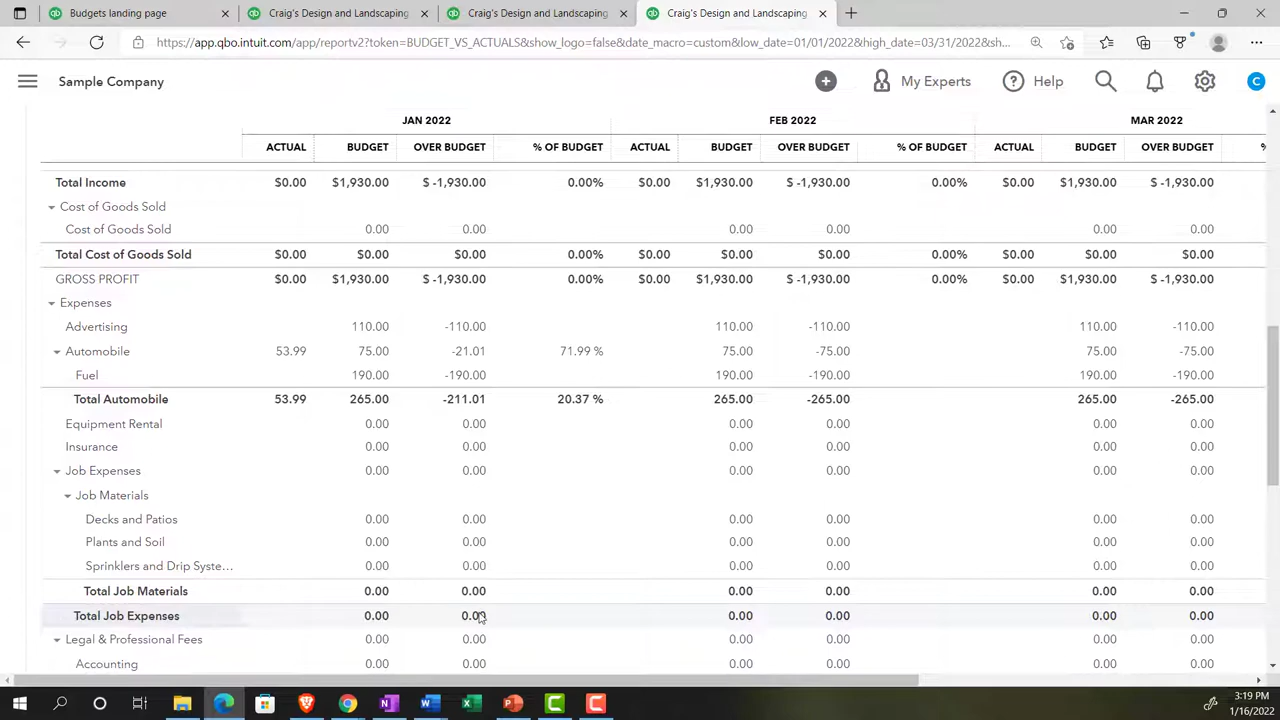 Budgets landing page
Craig's Design and Landscaping
Craig's Design and Landscaping
Craig's Design and Landscaping
https://app.qbo.intuit.com/app/reportv2?token=BUDGET_VS_ACTUALS&show_logo=false&date_macro=custom&low_date=01/01/2022&high_date=03/31/2022&sh...
Sample Company
My Experts
Help
C
JAN 2022 FEB 2022 MAR 2022
ACTUAL BUDGET OVER BUDGET % OF BUDGET ACTUAL BUDGET OVER BUDGET % OF BUDGET ACTUAL BUDGET OVER BUDGET %
Total Income $0.00 $1,930.00 $ -1,930.00 0.00% $0.00 $1,930.00 $ -1,930.00 0.00% $0.00 $1,930.00 $ -1,930.00
Cost of Goods Sold
Cost of Goods Sold 0.00 0.00 0.00 0.00 0.00 0.00
Total Cost of Goods Sold $0.00 $0.00 $0.00 0.00% $0.00 $0.00 $0.00 0.00% $0.00 $0.00 $0.00
GROSS PROFIT $0.00 $1,930.00 $ -1,930.00 0.00% $0.00 $1,930.00 $ -1,930.00 0.00% $0.00 $1,930.00 $ -1,930.00
Expenses
Advertising 110.00 -110.00 110.00 -110.00 110.00 -110.00
Automobile 53.99 75.00 -21.01 71.99 % 75.00 -75.00 75.00 -75.00
Fuel 190.00 -190.00 190.00 -190.00 190.00 -190.00
Total Automobile 53.99 265.00 -211.01 20.37 % 265.00 -265.00 265.00 -265.00
Equipment Rental 0.00 0.00 0.00 0.00 0.00 0.00
Insurance 0.00 0.00 0.00 0.00 0.00 0.00
Job Expenses 0.00 0.00 0.00 0.00 0.00 0.00
Job Materials
Decks and Patios 0.00 0.00 0.00 0.00 0.00 0.00
Plants and Soil 0.00 0.00 0.00 0.00 0.00 0.00
Sprinklers and Drip Syste... 0.00 0.00 0.00 0.00 0.00 0.00
Total Job Materials 0.00 0.00 0.00 0.00 0.00 0.00
Total Job Expenses 0.00 0.00 0.00 0.00 0.00 0.00
Legal & Professional Fees 0.00 0.00 0.00 0.00 0.00 0.00
Accounting 0.00 0.00 0.00 0.00 0.00 0.00
3:19 PM
1/16/2022